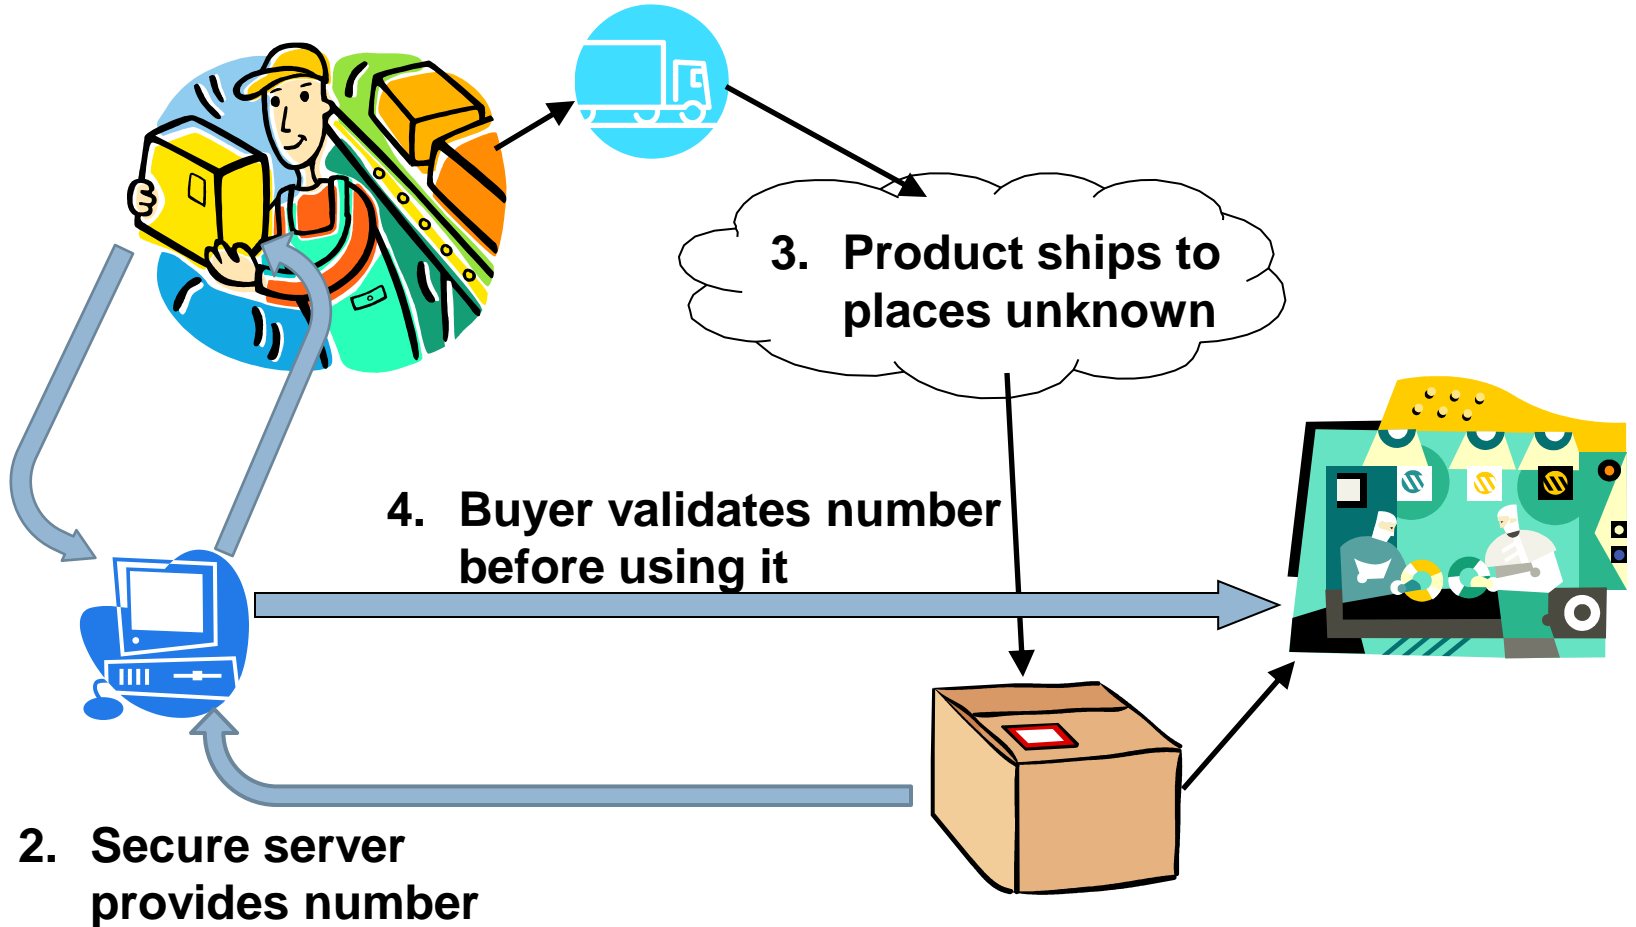 3. Product ships to
places unknown
4. Buyer validates number
before using it
2. Secure server
provides number